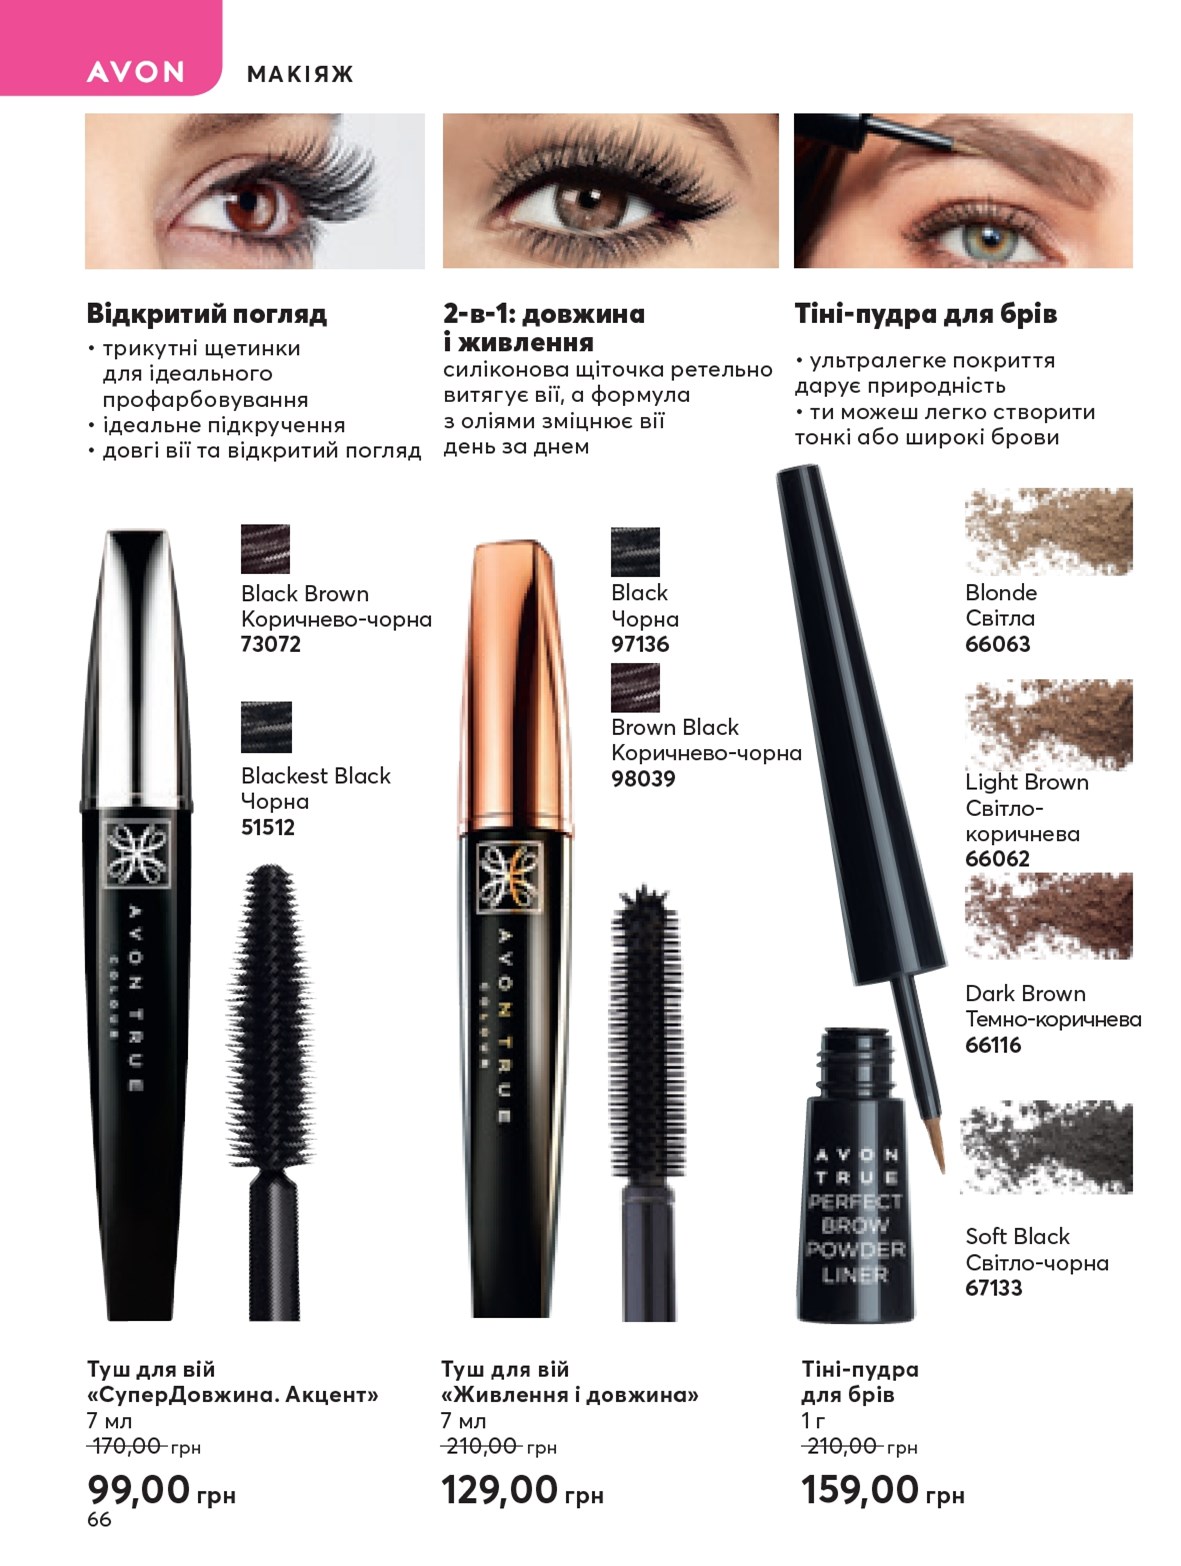 AVON
МАКІЯЖ
Відкритий погляд
• трикутні щетинки
для ідеального
профарбовування
• ідеальне підкручення
• довгі вії та відкритий погляд
2-в-1: довжина
і живлення
силіконова щіточка ретельно
витягує вії, а формула
з оліями зміцнює вії
день за днем
Тіні-пудра для брів
• ультралегке покриття
дарує природність
• ти можеш легко створити
тонкі або широкі брови
Black Brown
Коричнево-чорна
73072
Blackest Black
Чорна
51512
AVON TRUE
COLOUR
Black
Чорна
97136
Brown Black
Коричнево-чорна
98039
AVON TRUE
COLOUR
Blonde
Світла
66063
Light Brown
Світло-
коричнева
66062
Dark Brown
Темно-коричнева
66116
Soft Black
Світло-чорна
67133
AVON
TRUE
PERFECT
BROW
POWDER
LINER
Туш для вій
«СуперДовжина. Акцент»
7 мл
170,00 грн
99,00 грн
Туш для вій
«Живлення і довжина»
7 мл
210,00 грн
129,00 грн
Тіні-пудра
для брів
1 г
210,00 грн
159,00 грн
66